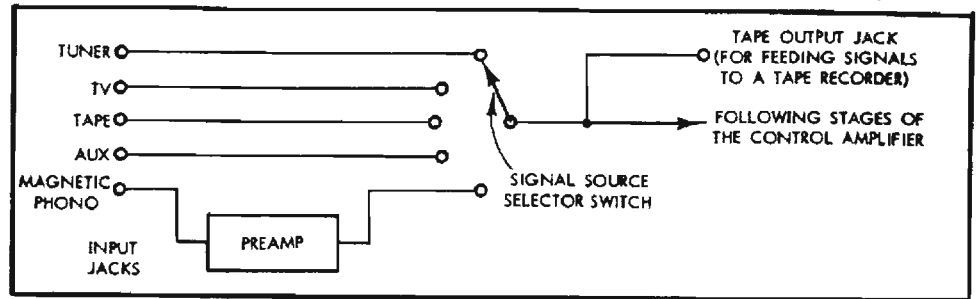 TUNER
TV
TAPE
AUX
MAGNETIC
PHONO
INPUT
JACKS
PREAMP
SIGNAL SOURCE
SELECTOR SWITCH
TAPE OUTPUT JACK
(FOR FEEDING SIGNALS
TO A TAPE RECORDER)
FOLLOWING STAGES OF
THE CONTROL AMPLIFIER